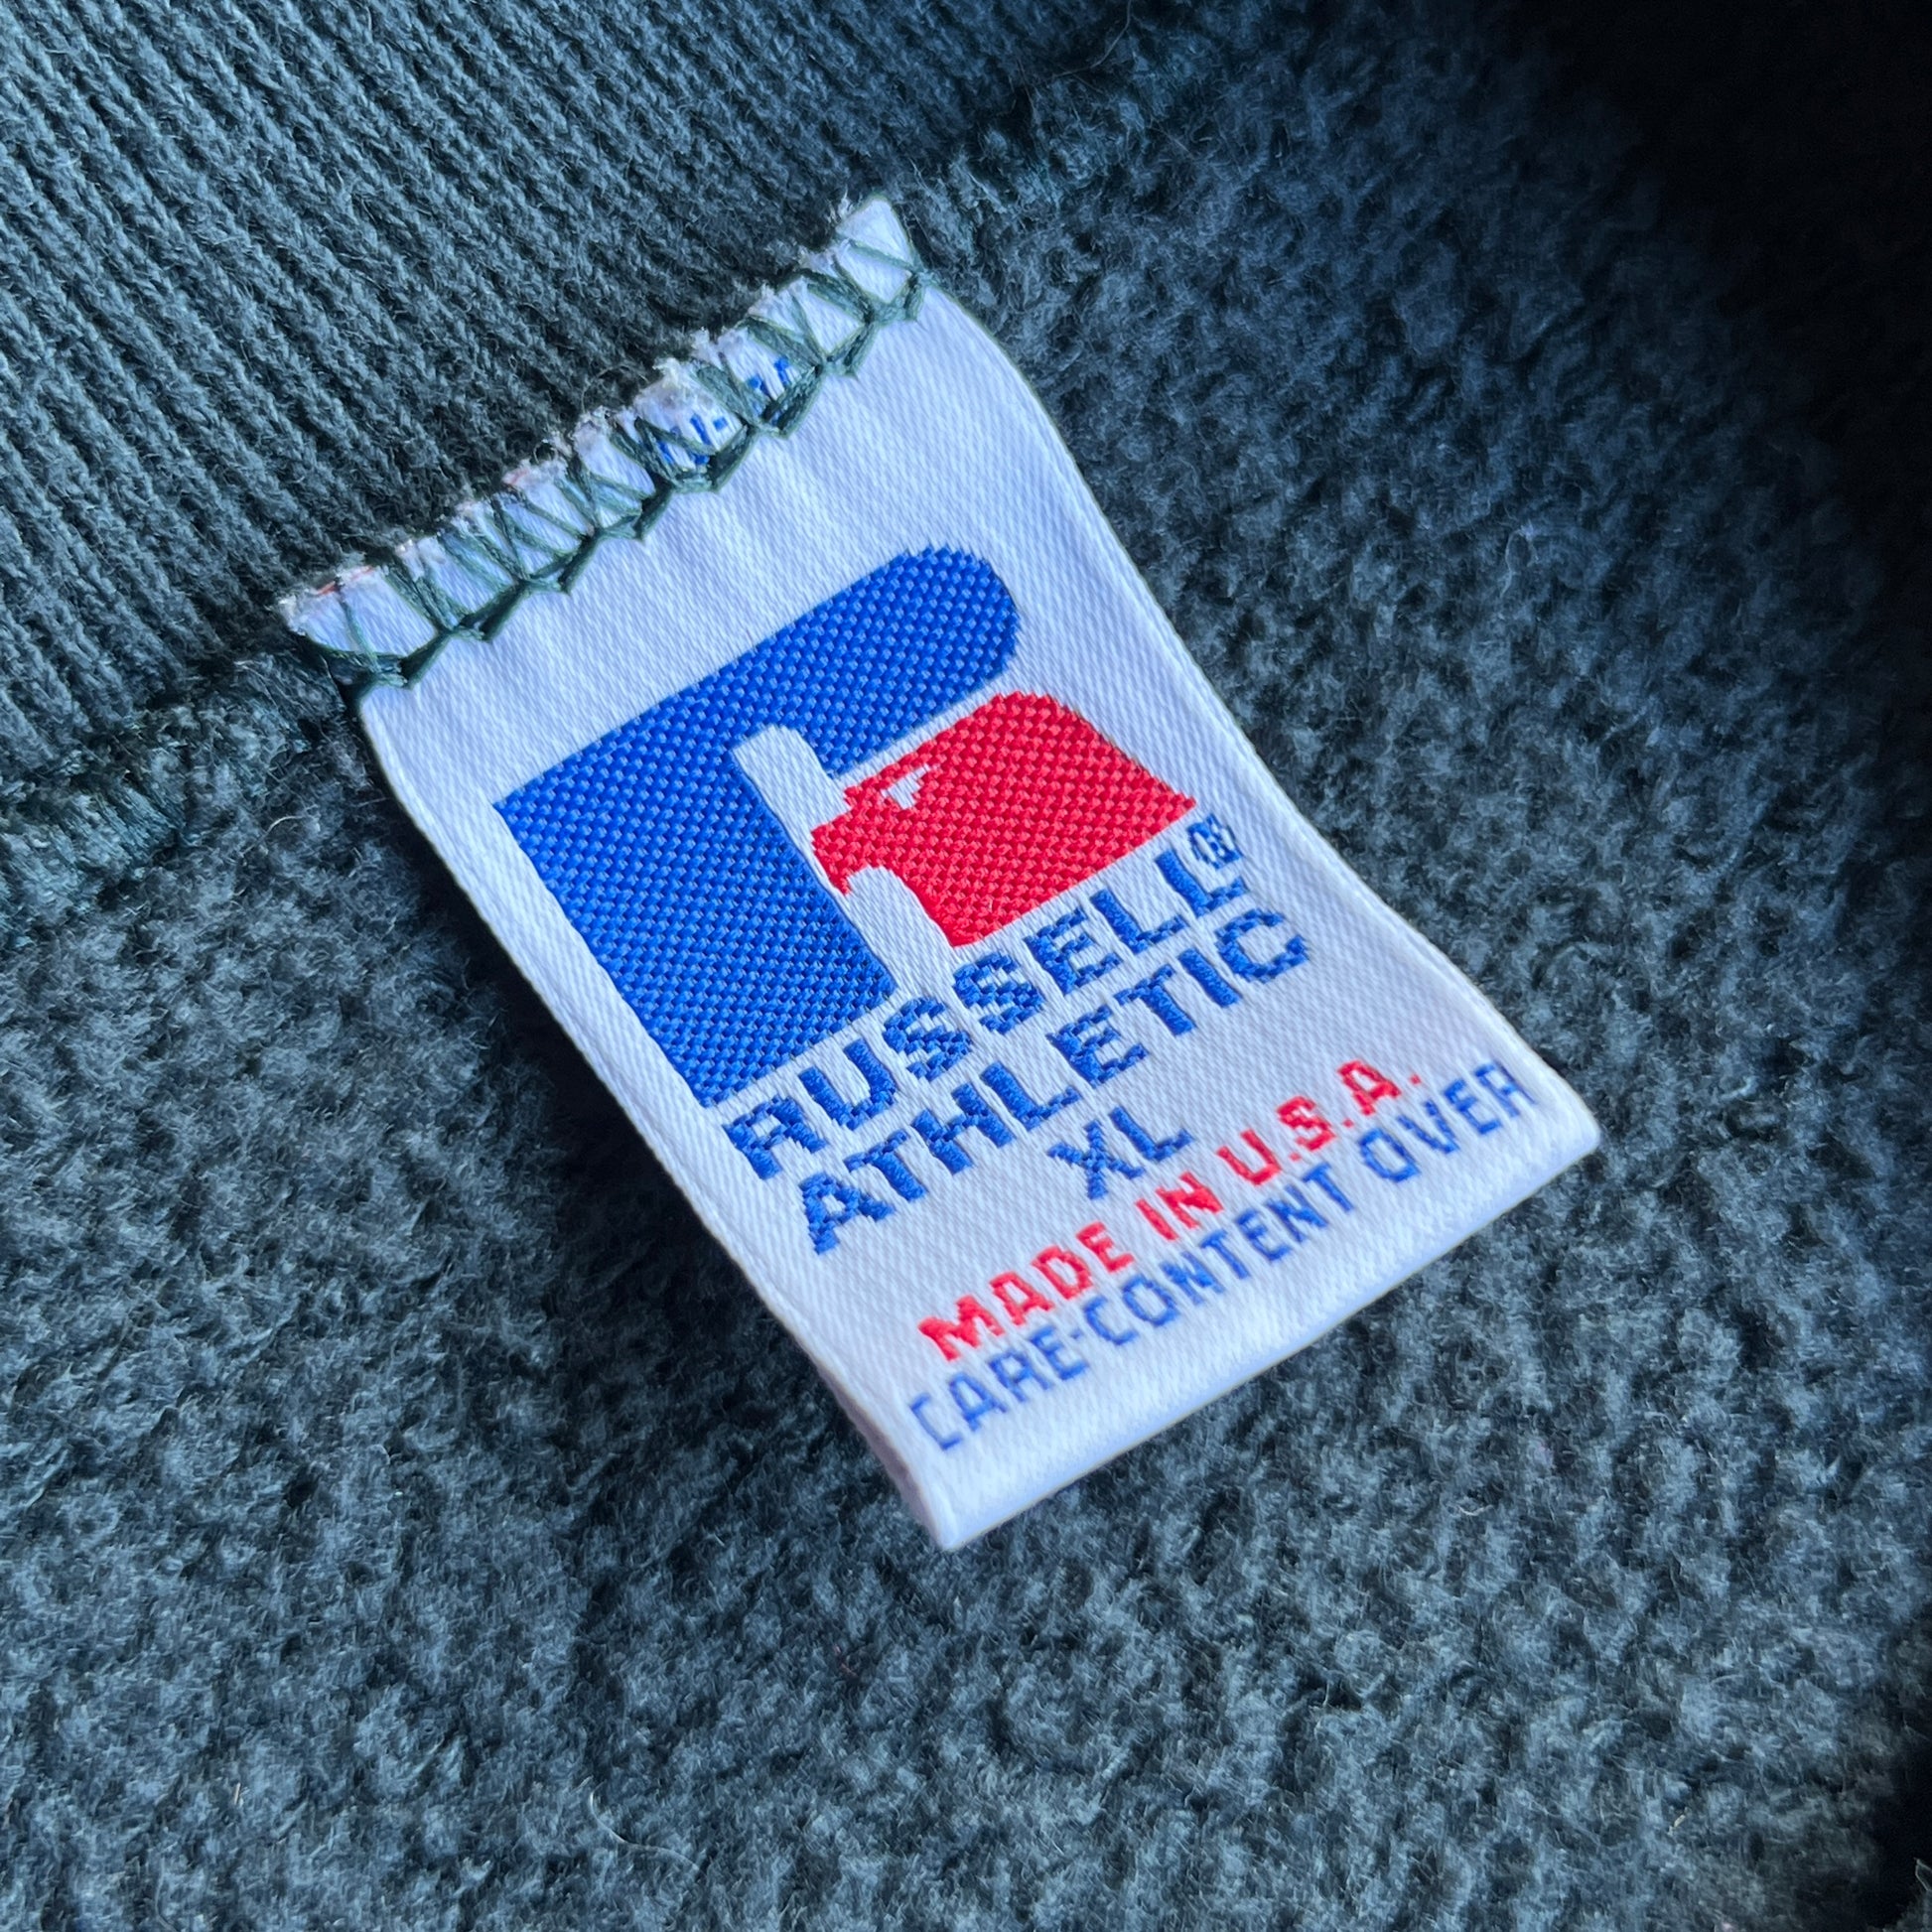 RUSSELL®
ATHLETIC
XL
MADE IN U.S.A.
CARE-CONTENT OVER